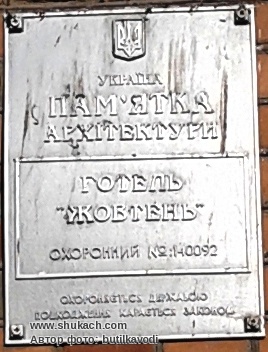 УКРАЇНА
ПАМ'ЯТКА
АРХІТЕКТУРИ
ГОТЕЛЬ
"ЖОВТЕНЬ"
ОХОРОННИЙ №:140092
ОХОРОНЯЄТЬСЯ ДЕРЖАВОЮ
ПОШКОДЖЕННЯ КАРАЄТЬСЯ ЗАКОНОМ
www.shukach.com
Автор фото: butilkavodi